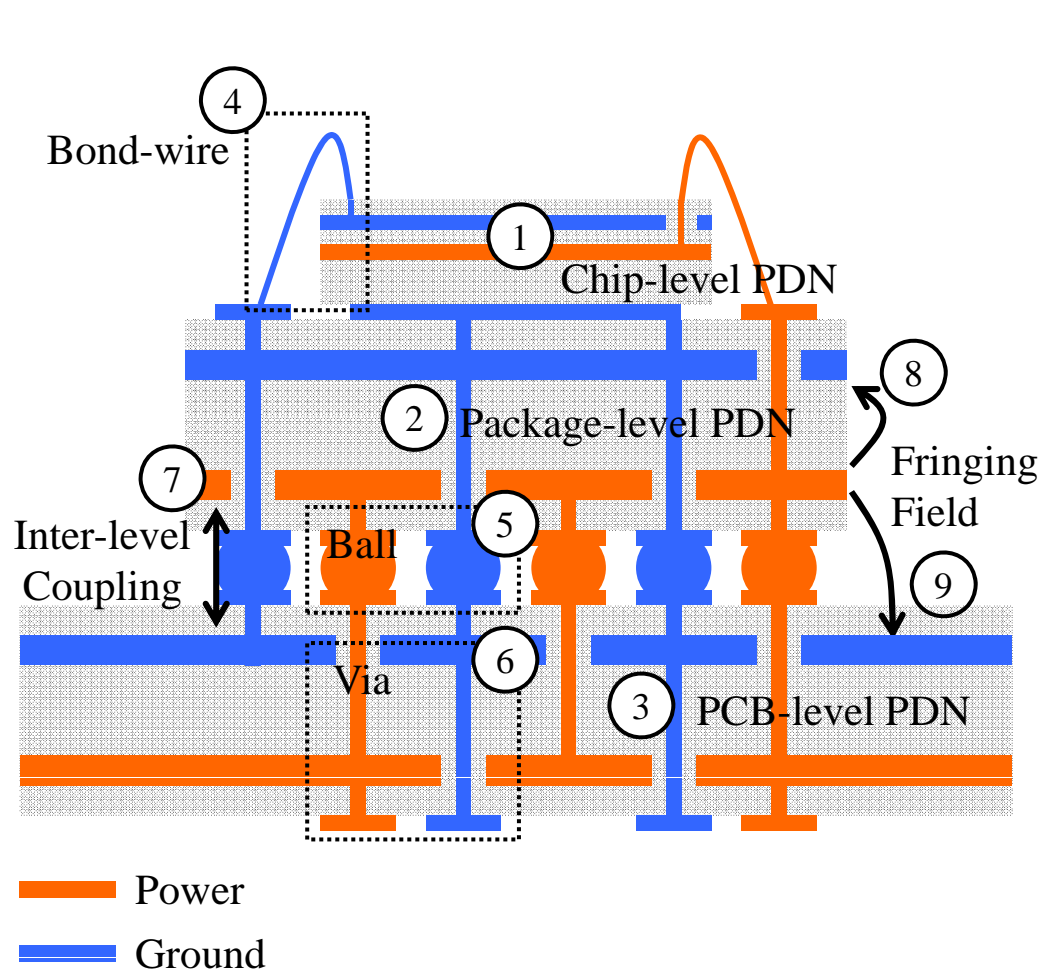 4
Bond-wire
1
Chip-level PDN
8
2
Package-level PDN
Fringing
Field
7
5
Inter-level
Coupling
Ball
9
6
Via
3
PCB-level PDN
Power
Ground